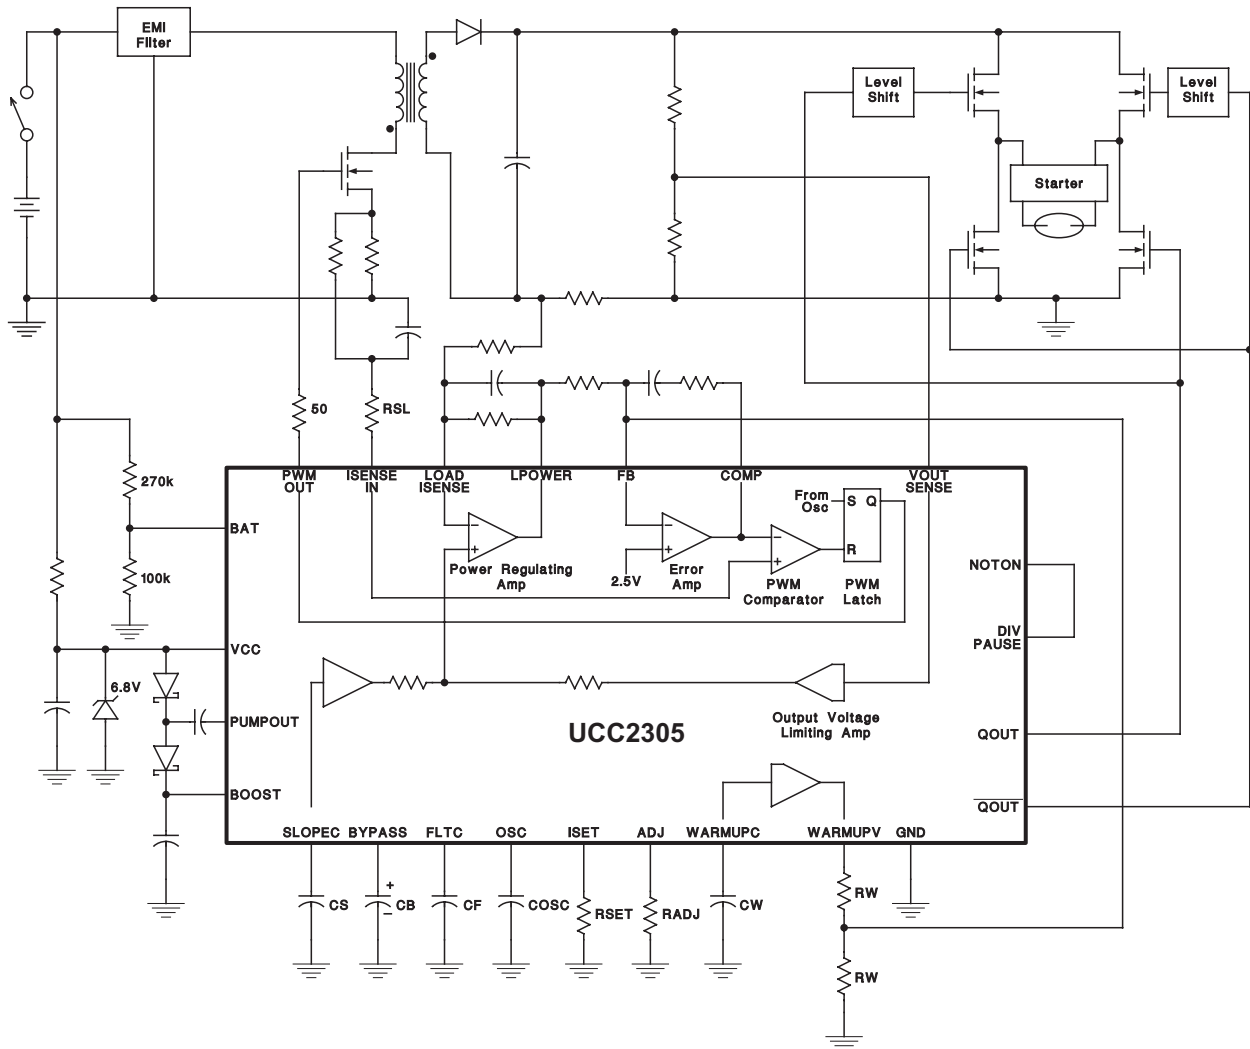 EMI
Filter
Level
Shift
Level
Shift
Starter
50
RSL
270k
100k
6.8V
PWM
OUT
ISENSE
IN
LOAD
ISENSE
LPOWER
FB
COMP
VOUT
SENSE
BAT
From
Osc
S Q
R
Power Regulating
Amp
2.5V
Error
Amp
PWM
Comparator
PWM
Latch
NOTON
DIV
PAUSE
VCC
PUMPOUT
BOOST
UCC2305
Output Voltage
Limiting Amp
QOUT
QOUT
SLOPEC
BYPASS
FLTC
OSC
ISET
ADJ
WARMUPC
WARMUPV
GND
CS
+
CB
–
CF
COSC
RSET
RADJ
CW
RW
RW